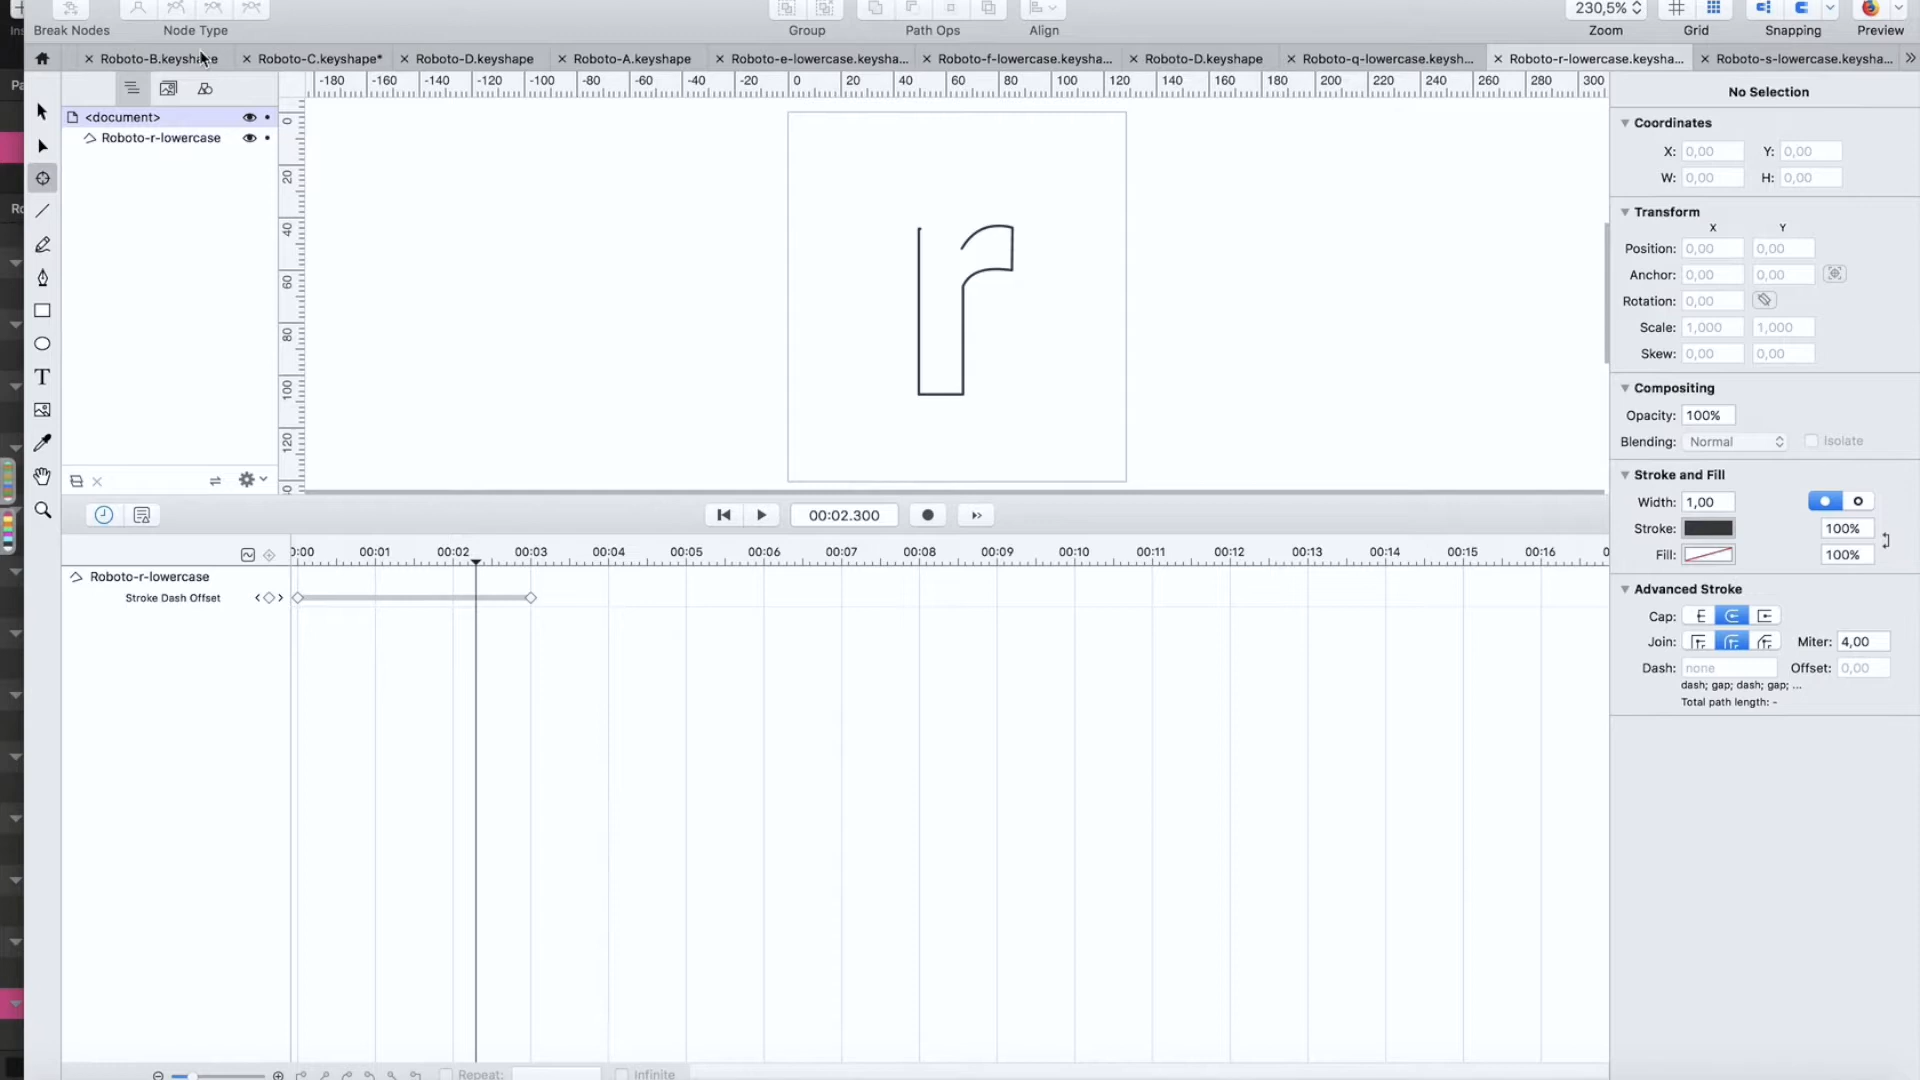 Break Nodes Node Type Group Path Ops Align 230,5% Zoom Grid Snapping Preview
Roboto-B.keyshape Roboto-C.keyshape* Roboto-D.keyshape Roboto-A.keyshape Roboto-e-lowercase.keysha... Roboto-f-lowercase.keysha... Roboto-D.keyshape Roboto-q-lowercase.keysh... Roboto-r-lowercase.keysha... Roboto-s-lowercase.keysha...
-180 -160 -140 -120 -100 -80 -60 -40 -20 0 20 40 60 80 100 120 140 160 180 200 220 240 260 280 300
<document>
Roboto-r-lowercase
0
20
40
60
80
100
120
No Selection
Coordinates
X: 0,00 Y: 0,00
W: 0,00 H: 0,00
Transform
X Y
Position: 0,00 0,00
Anchor: 0,00 0,00
Rotation: 0,00
Scale: 1,000 1,000
Skew: 0,00 0,00
Compositing
Opacity: 100%
Blending: Normal Isolate
Stroke and Fill
Width: 1,00
Stroke: 100%
Fill: 100%
Advanced Stroke
Cap:
Join: Miter: 4,00
Dash: none Offset: 0,00
dash; gap; dash; gap; ...
Total path length: -
00:02.300
0:00 00:01 00:02 00:03 00:04 00:05 00:06 00:07 00:08 00:09 00:10 00:11 00:12 00:13 00:14 00:15 00:16
Roboto-r-lowercase
Stroke Dash Offset
Repeat: Infinite